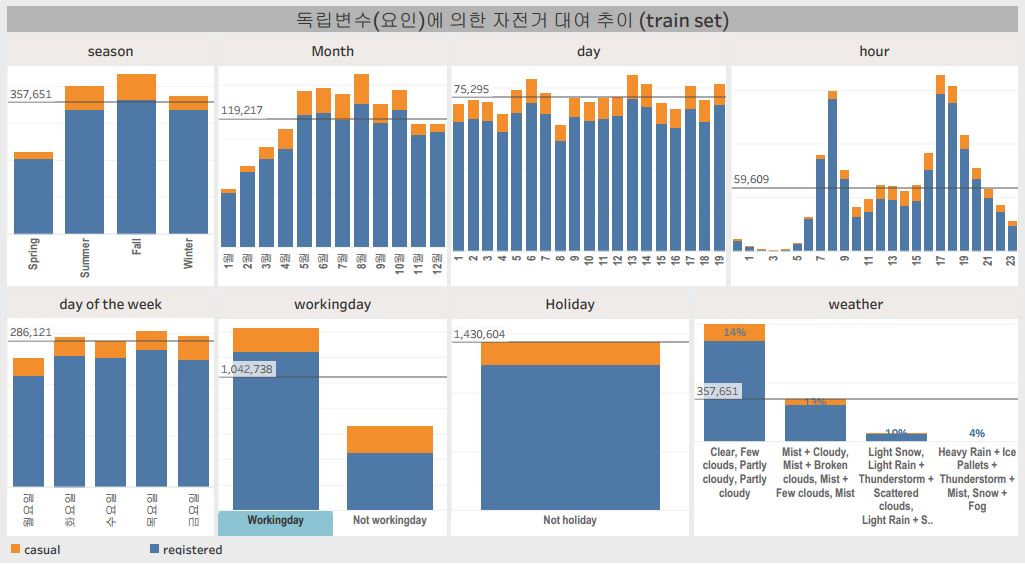 독립변수(요인)에 의한 자전거 대여 추이 (train set)
season
Month
day
hour
357,651
119,217
75,295
59,609
Spring
Summer
Fall
Winter
1월
2월
3월
4월
5월
6월
7월
8월
9월
10월
11월
12월
1
2
3
4
5
6
7
8
9
10
11
12
13
14
15
16
17
18
19
1
3
5
7
9
11
13
15
17
19
21
23
day of the week
workingday
Holiday
weather
286,121
1,042,738
1,430,604
357,651
14%
13%
10%
4%
월요일
화요일
수요일
목요일
금요일
Workingday
Not workingday
Not holiday
Clear, Few
clouds, Partly
cloudy, Partly
cloudy
Mist + Cloudy,
Mist + Broken
clouds, Mist +
Few clouds, Mist
Light Snow,
Light Rain +
Thunderstorm +
Scattered
clouds,
Light Rain + S..
Heavy Rain + Ice
Pallets +
Thunderstorm +
Mist, Snow +
Fog
casual
registered